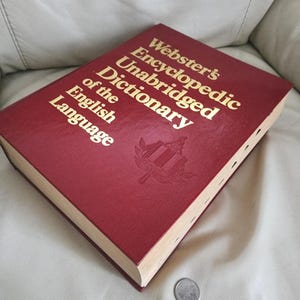 Webster's
Encyclopedic
Unabridged
Dictionary
of the
English
Language